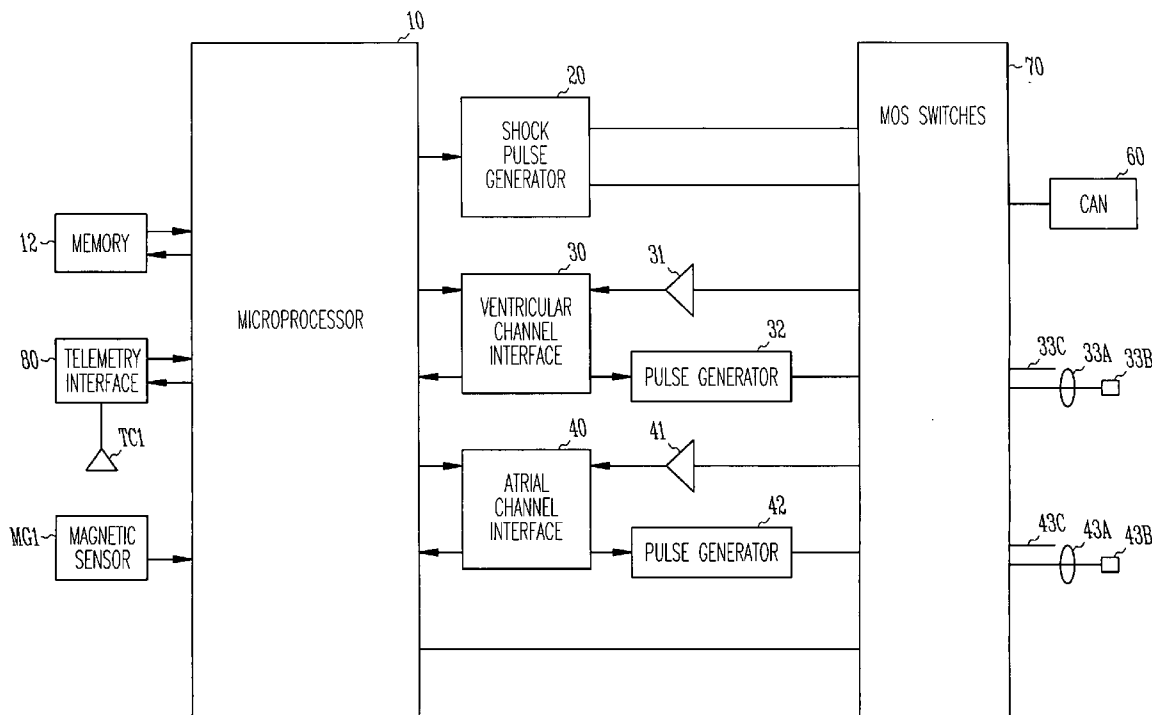 10
MICROPROCESSOR
20
SHOCK
PULSE
GENERATOR
70
MOS SWITCHES
60
CAN
12
MEMORY
80
TELEMETRY
INTERFACE
TC1
MG1
MAGNETIC
SENSOR
30
VENTRICULAR
CHANNEL
INTERFACE
31
32
PULSE GENERATOR
33C
33A
33B
40
ATRIAL
CHANNEL
INTERFACE
41
42
PULSE GENERATOR
43C
43A
43B